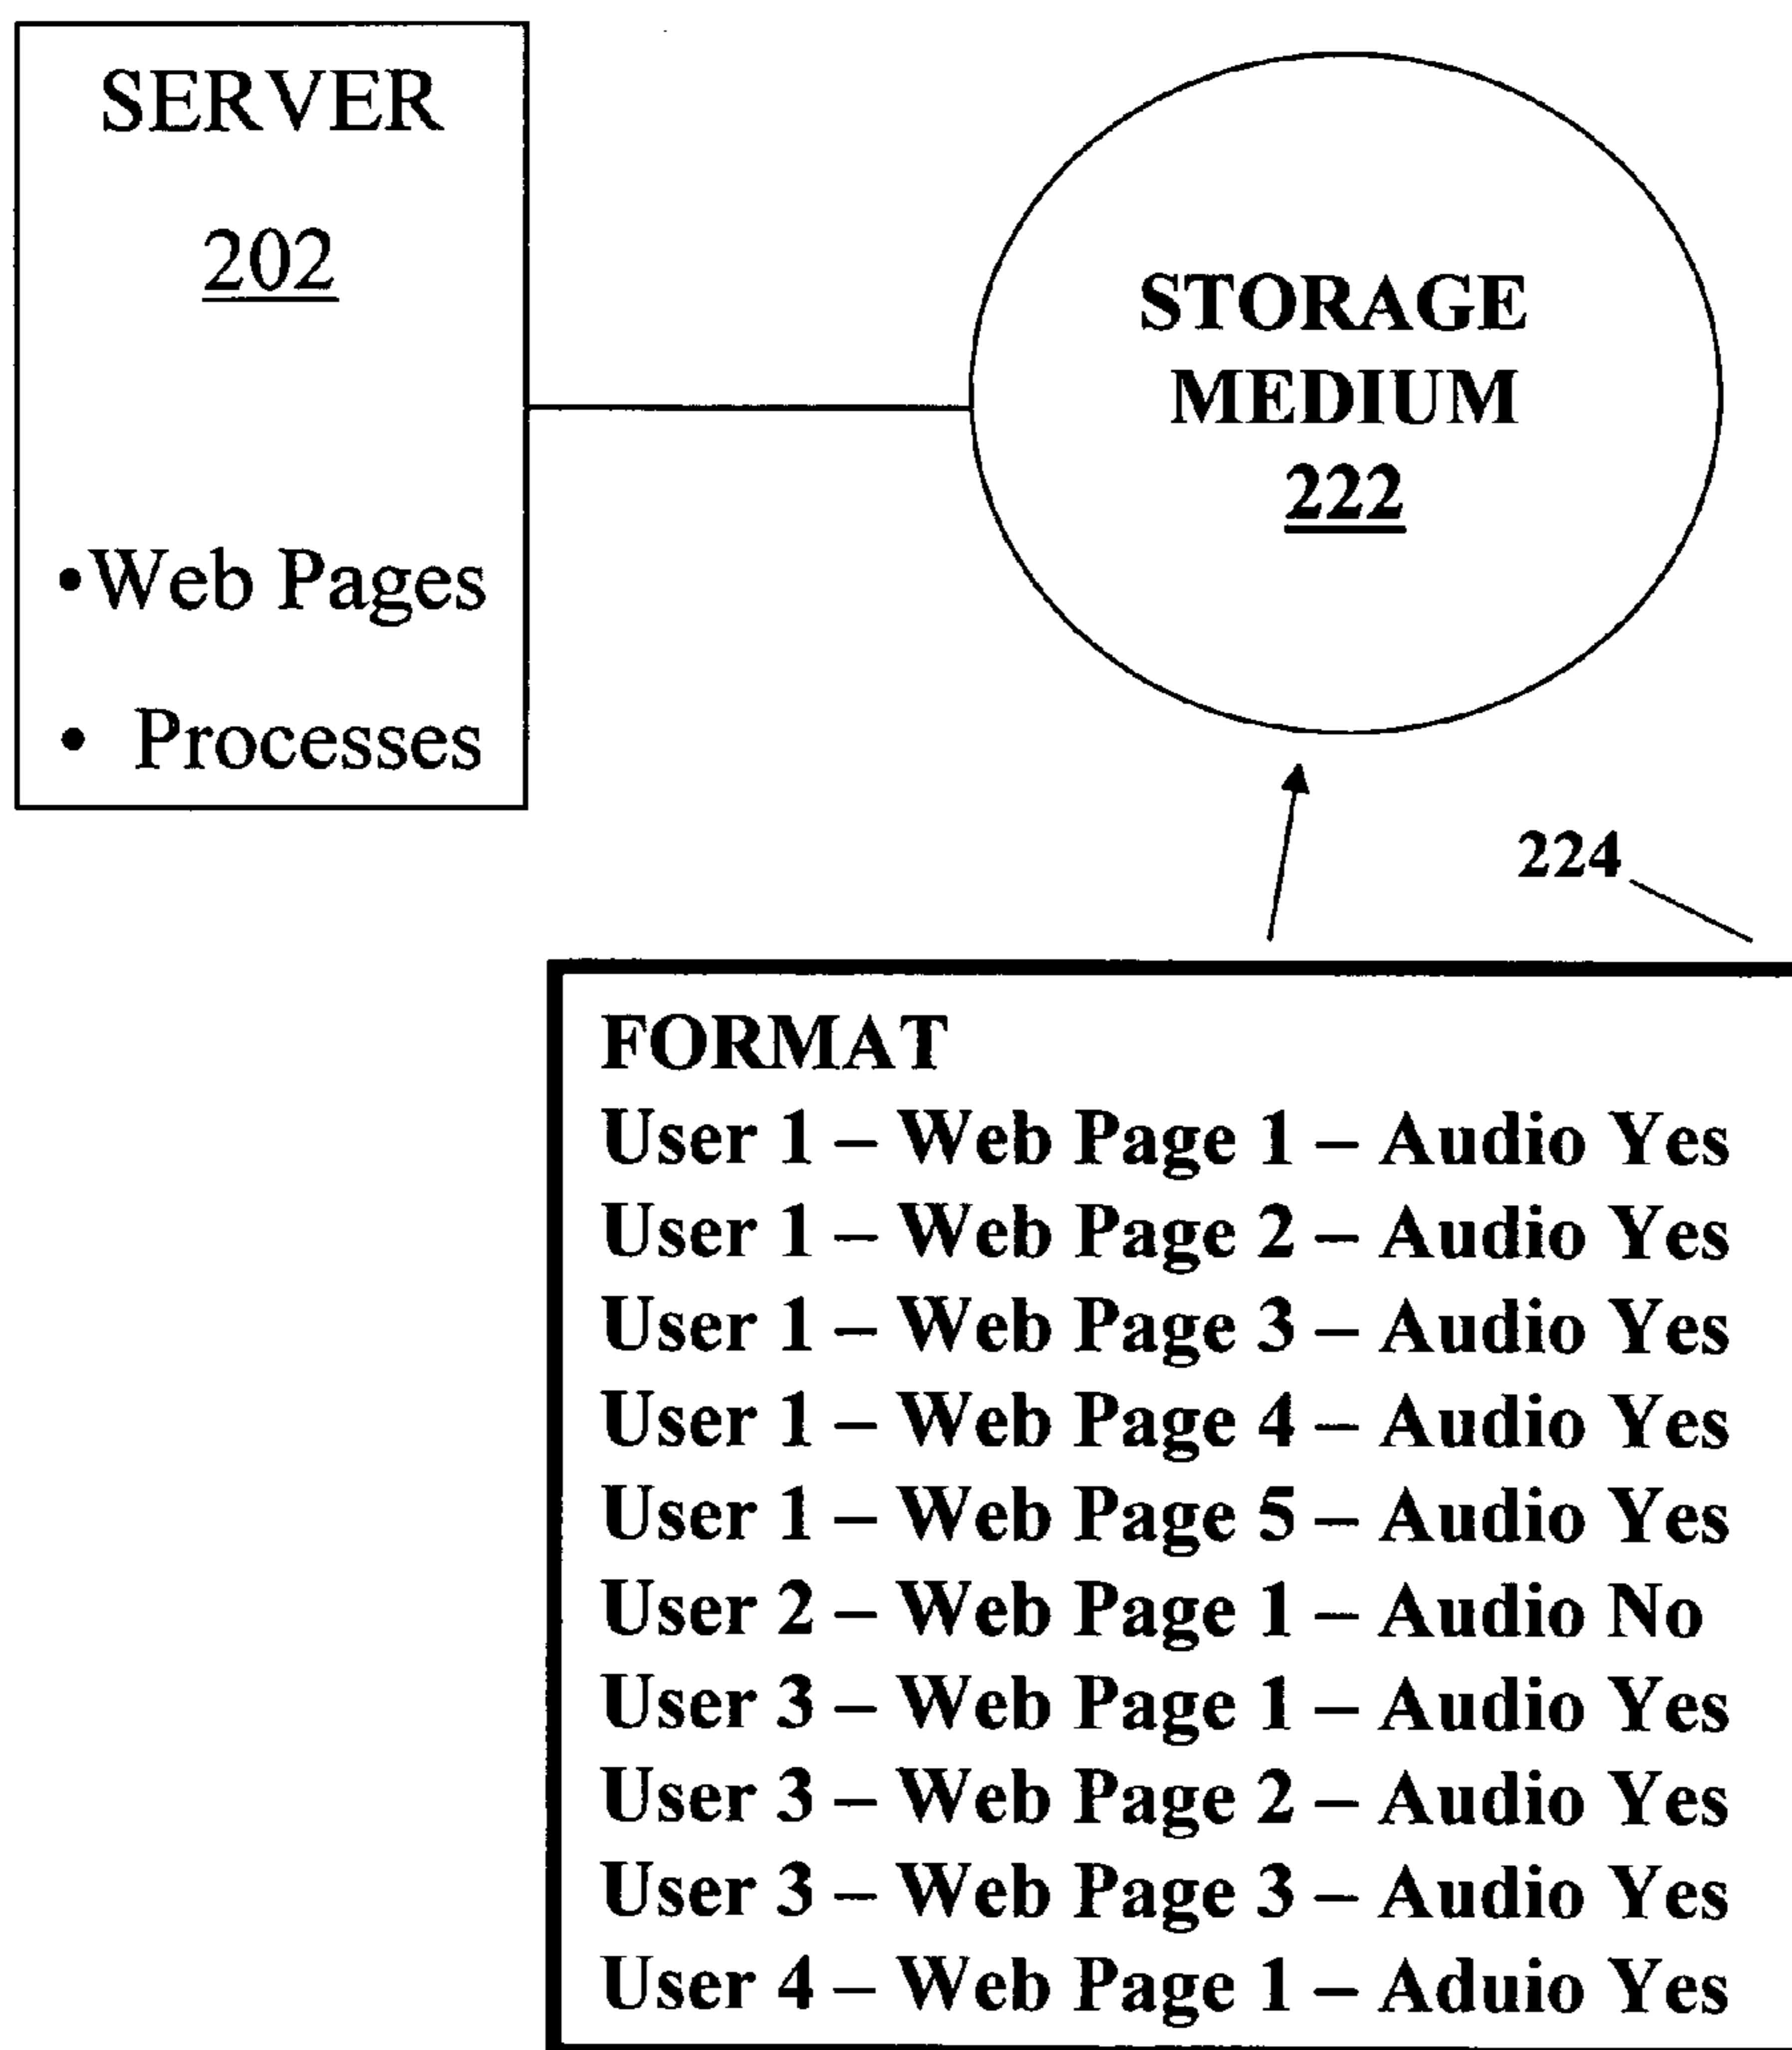 SERVER
202
•Web Pages
• Processes
STORAGE
MEDIUM
222
224
FORMAT
User 1 – Web Page 1 – Audio Yes
User 1 – Web Page 2 – Audio Yes
User 1 – Web Page 3 – Audio Yes
User 1 – Web Page 4 – Audio Yes
User 1 – Web Page 5 – Audio Yes
User 2 – Web Page 1 – Audio No
User 3 – Web Page 1 – Audio Yes
User 3 – Web Page 2 – Audio Yes
User 3 – Web Page 3 – Audio Yes
User 4 – Web Page 1 – Aduio Yes